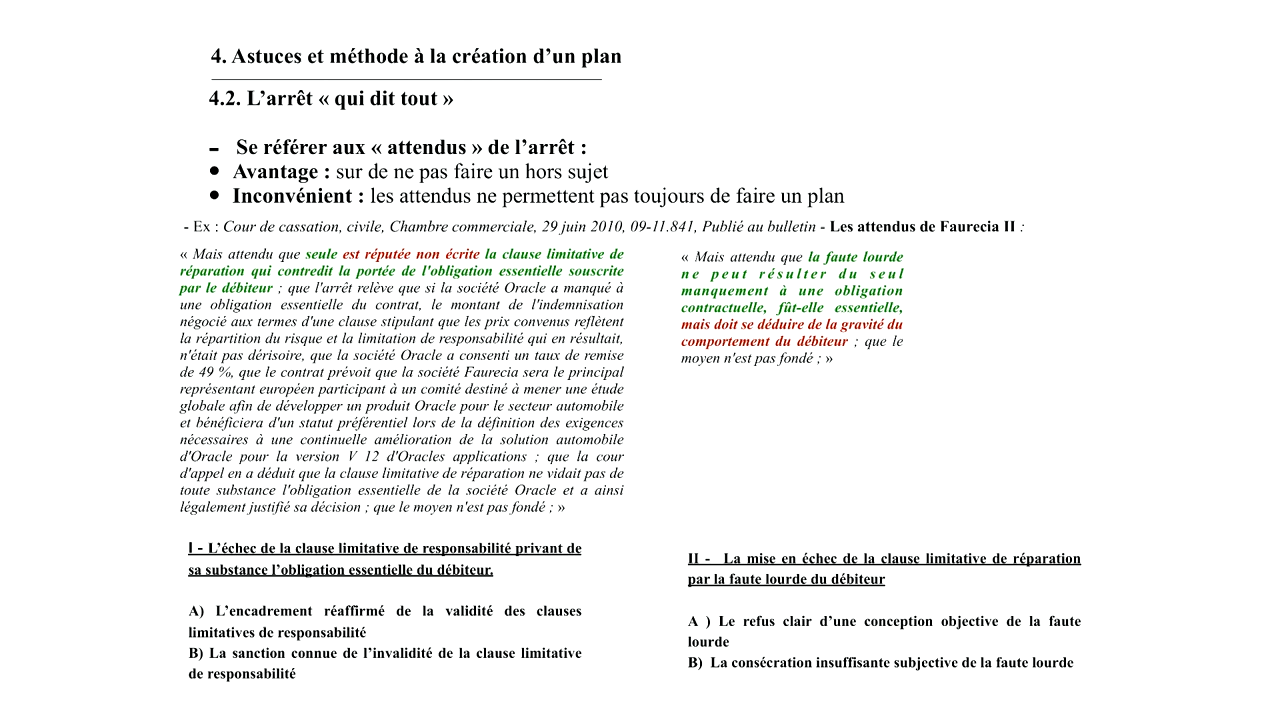 4. Astuces et méthode à la création d’un plan
4.2. L’arrêt « qui dit tout »
- Se référer aux « attendus » de l’arrêt :
• Avantage : sur de ne pas faire un hors sujet
• Inconvénient : les attendus ne permettent pas toujours de faire un plan
- Ex : Cour de cassation, civile, Chambre commerciale, 29 juin 2010, 09-11.841, Publié au bulletin - Les attendus de Faurecia II :
« Mais attendu que seule est réputée non écrite la clause limitative de
réparation qui contredit la portée de l'obligation essentielle souscrite
par le débiteur ; que l'arrêt relève que si la société Oracle a manqué à
une obligation essentielle du contrat, le montant de l'indemnisation
négocié aux termes d'une clause stipulant que les prix convenus reflètent
la répartition du risque et la limitation de responsabilité qui en résultait,
n'était pas dérisoire, que la société Oracle a consenti un taux de remise
de 49 %, que le contrat prévoit que la société Faurecia sera le principal
représentant européen participant à un comité destiné à mener une étude
globale afin de développer un produit Oracle pour le secteur automobile
et bénéficiera d'un statut préférentiel lors de la définition des exigences
nécessaires à une continuelle amélioration de la solution automobile
d'Oracle pour la version V 12 d'Oracles applications ; que la cour
d'appel en a déduit que la clause limitative de réparation ne vidait pas de
toute substance l'obligation essentielle de la société Oracle et a ainsi
légalement justifié sa décision ; que le moyen n'est pas fondé ; »
« Mais attendu que la faute lourde
ne peut résulter du seul
manquement à une obligation
contractuelle, fût-elle essentielle,
mais doit se déduire de la gravité du
comportement du débiteur ; que le
moyen n'est pas fondé ; »
I - L’échec de la clause limitative de responsabilité privant de
sa substance l’obligation essentielle du débiteur.
A) L’encadrement réaffirmé de la validité des clauses
limitatives de responsabilité
B) La sanction connue de l’invalidité de la clause limitative
de responsabilité
II - La mise en échec de la clause limitative de réparation
par la faute lourde du débiteur
A ) Le refus clair d’une conception objective de la faute
lourde
B) La consécration insuffisante subjective de la faute lourde